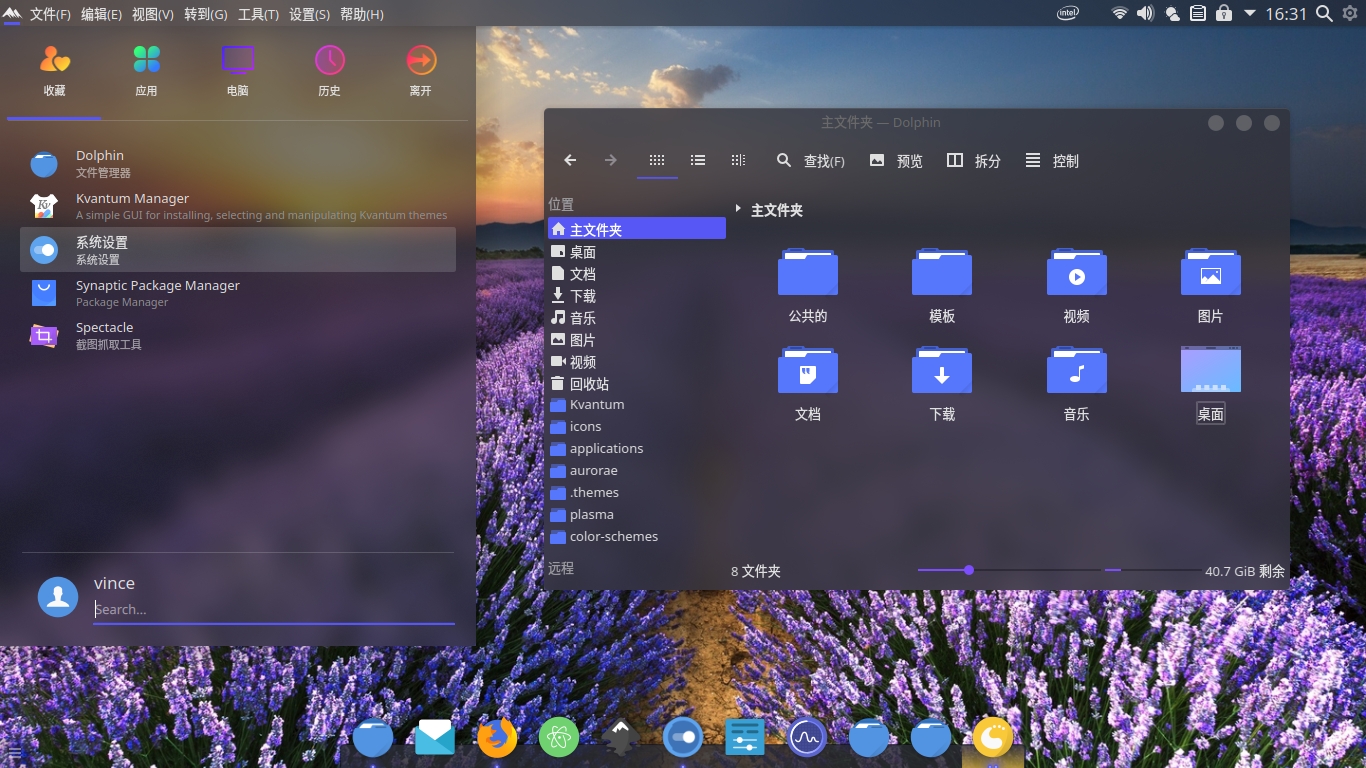 文件(F) 编辑(E) 视图(V) 转到(G) 工具(T) 设置(S) 帮助(H)
intel
16:31
收藏 应用 电脑 历史 离开
Dolphin
文件管理器
Kvantum Manager
A simple GUI for installing, selecting and manipulating Kvantum themes
系统设置
系统设置
Synaptic Package Manager
Package Manager
Spectacle
截图抓取工具
vince
Search...
主文件夹 — Dolphin
查找(F) 预览 拆分 控制
位置
主文件夹
桌面
文档
下载
音乐
图片
视频
回收站
Kvantum
icons
applications
aurorae
.themes
plasma
color-schemes
远程
主文件夹
公共的 模板 视频 图片
文档 下载 音乐 桌面
8 文件夹
40.7 GiB 剩余